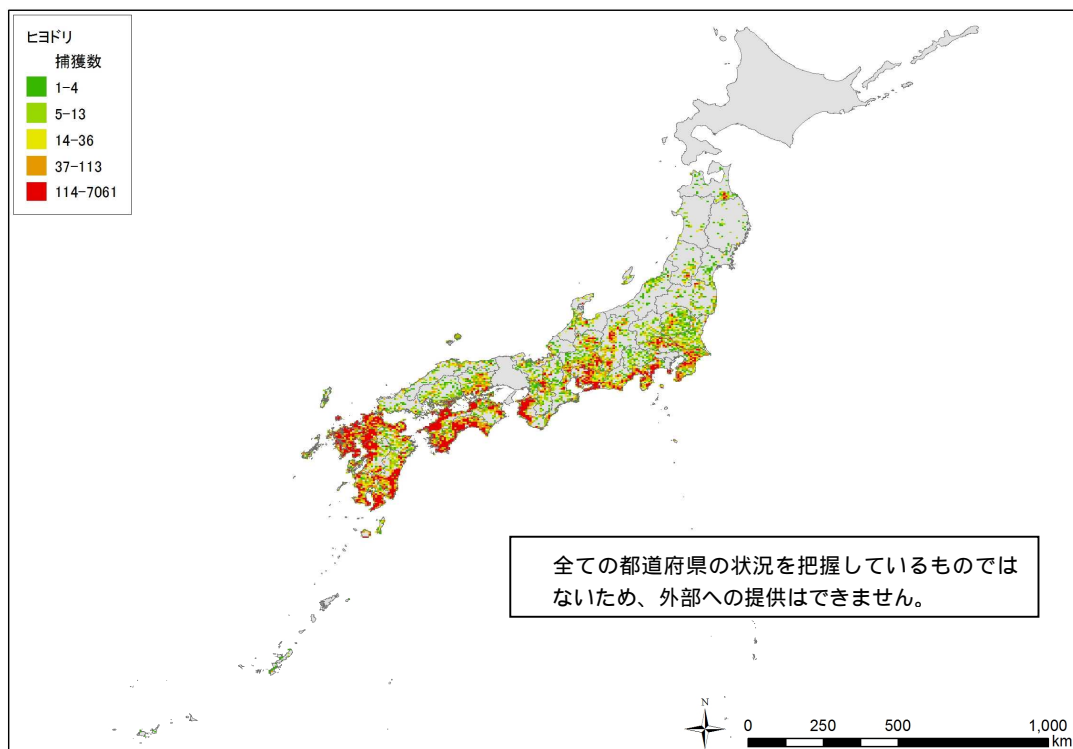 ヒヨドリ
捕獲数
1-4
5-13
14-36
37-113
114-7061
全ての都道府県の状況を把握しているものでは
ないため、外部への提供はできません。
N
0 250 500 1,000
km